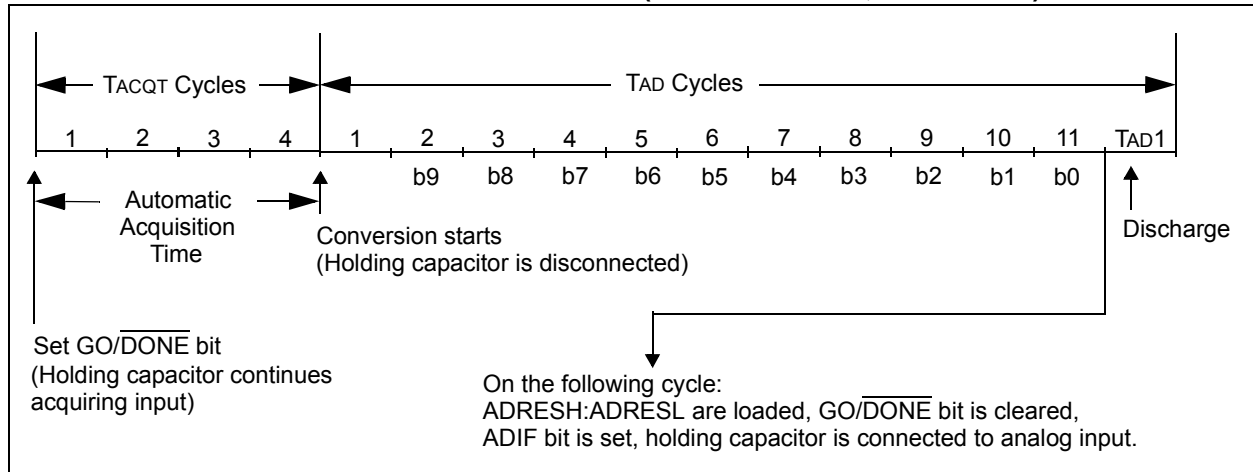 TACQT Cycles
TAD Cycles
1 2 3 4 1 2 3 4 5 6 7 8 9 10 11 TAD1
b9 b8 b7 b6 b5 b4 b3 b2 b1 b0
Automatic
Acquisition
Time
Conversion starts
(Holding capacitor is disconnected)
Discharge
Set GO/DONE bit
(Holding capacitor continues
acquiring input)
On the following cycle:
ADRESH:ADRESL are loaded, GO/DONE bit is cleared,
ADIF bit is set, holding capacitor is connected to analog input.